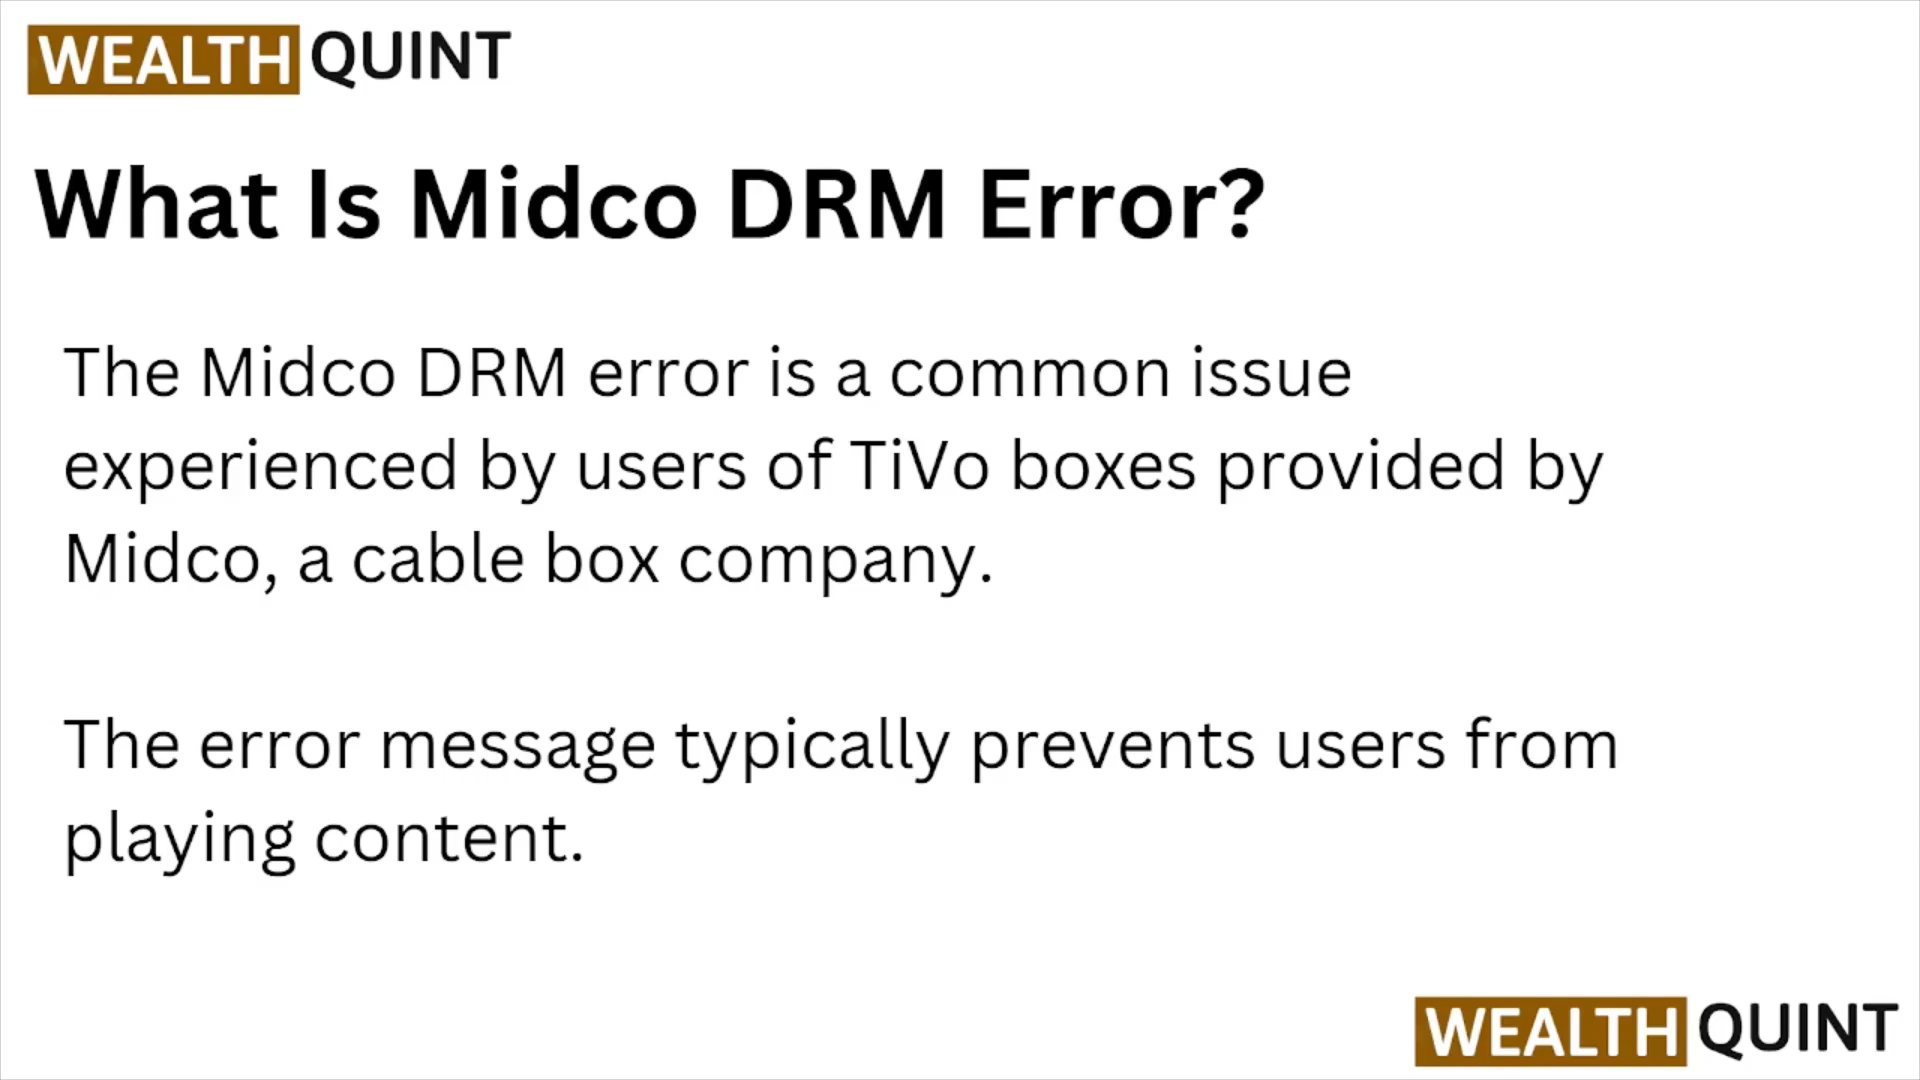 WEALTH QUINT
What Is Midco DRM Error?
The Midco DRM error is a common issue
experienced by users of TiVo boxes provided by
Midco, a cable box company.
The error message typically prevents users from
playing content.
WEALTH QUINT